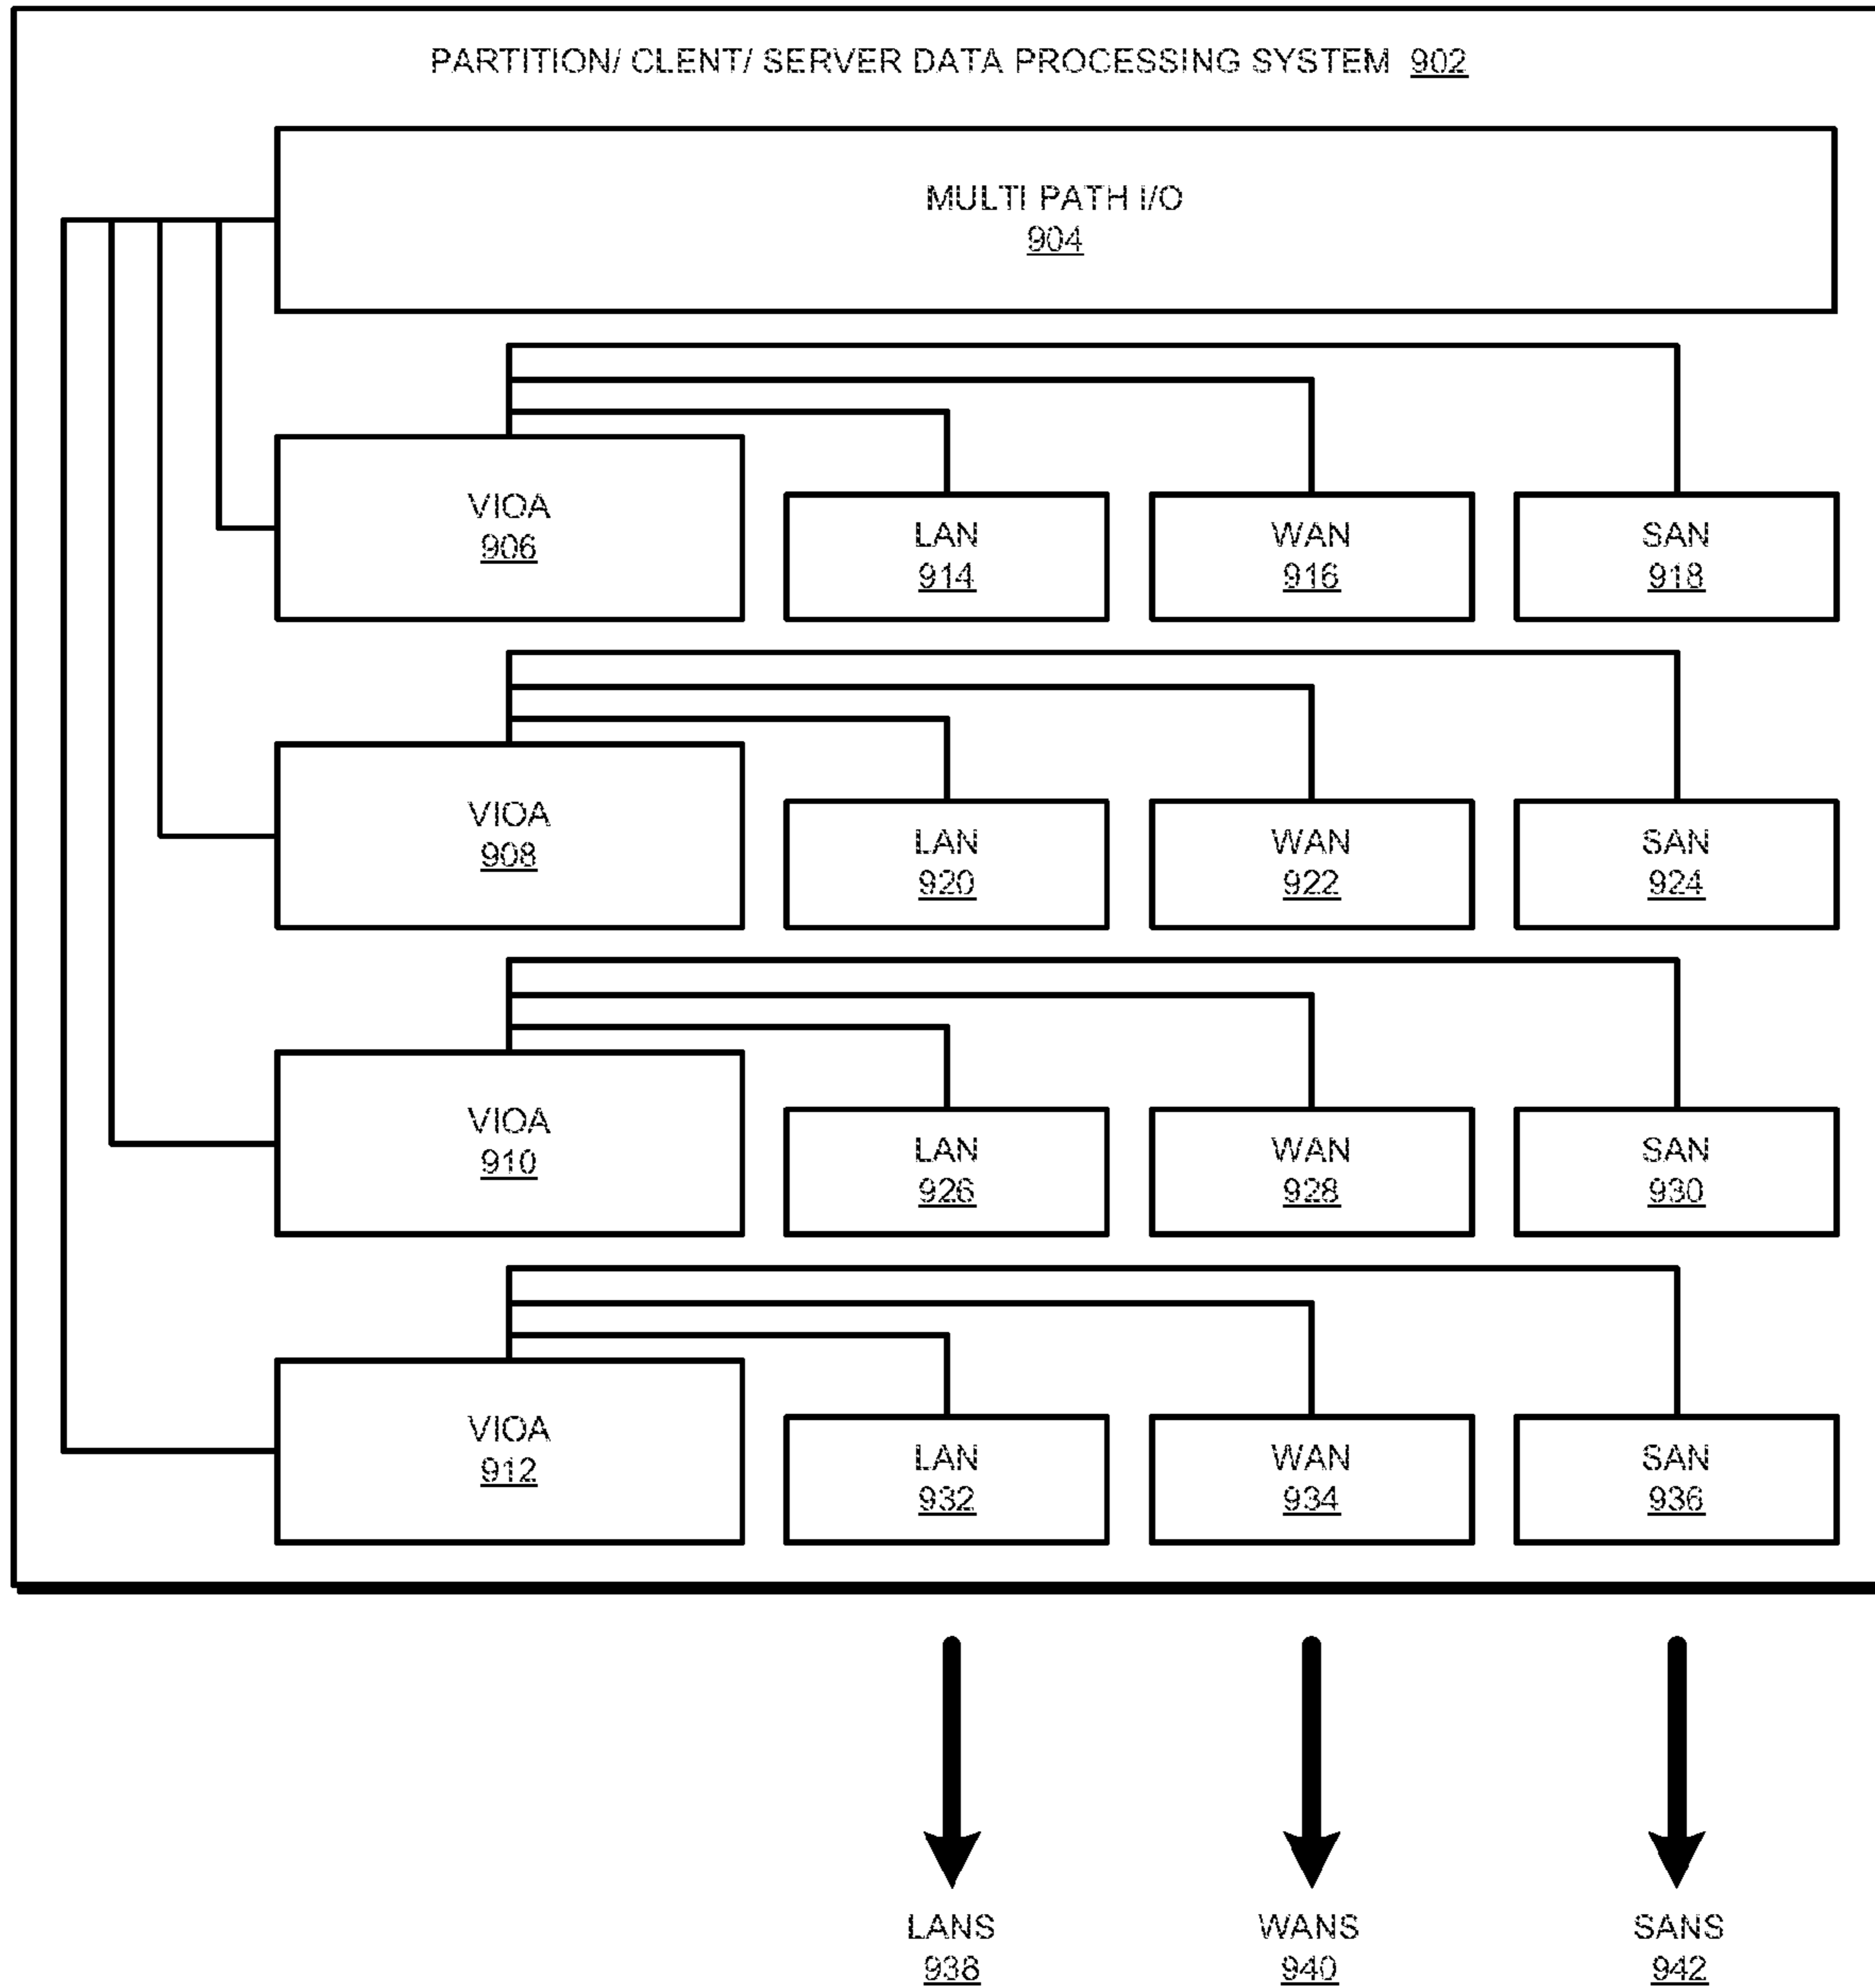 PARTITION/ CLENT/ SERVER DATA PROCESSING SYSTEM 902
MULTI PATH I/O
904
VIOA
906
LAN
914
WAN
916
SAN
918
VIOA
908
LAN
920
WAN
922
SAN
924
VIOA
910
LAN
926
WAN
928
SAN
930
VIOA
912
LAN
932
WAN
934
SAN
936
LANS
938
WANS
940
SANS
942